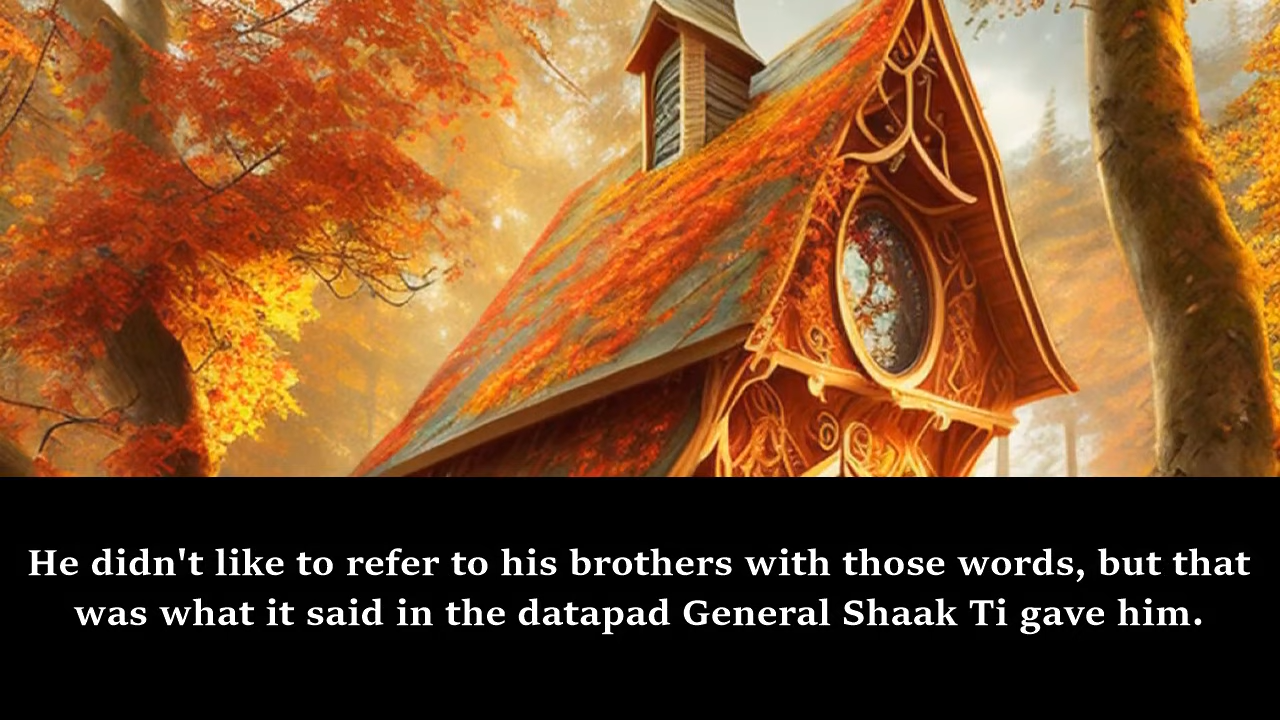 He didn't like to refer to his brothers with those words, but that
was what it said in the datapad General Shaak Ti gave him.